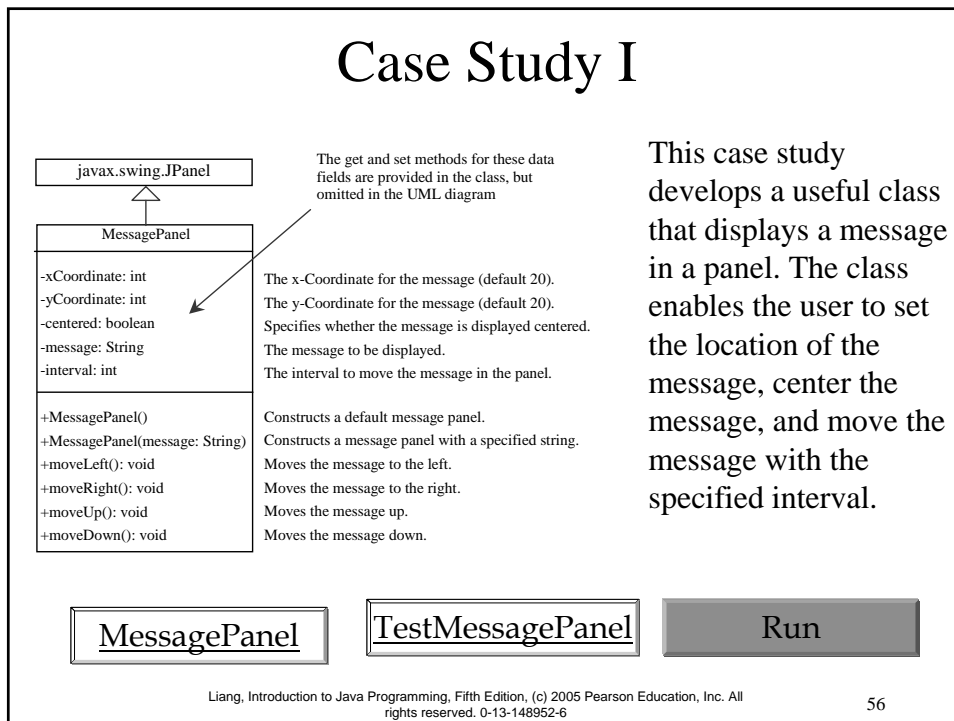 Case Study I
javax.swing.JPanel
The get and set methods for these data
fields are provided in the class, but
omitted in the UML diagram
MessagePanel
-xCoordinate: int
-yCoordinate: int
-centered: boolean
-message: String
-interval: int
The x-Coordinate for the message (default 20).
The y-Coordinate for the message (default 20).
Specifies whether the message is displayed centered.
The message to be displayed.
The interval to move the message in the panel.
+MessagePanel()
+MessagePanel(message: String)
+moveLeft(): void
+moveRight(): void
+moveUp(): void
+moveDown(): void
Constructs a default message panel.
Constructs a message panel with a specified string.
Moves the message to the left.
Moves the message to the right.
Moves the message up.
Moves the message down.
This case study
develops a useful class
that displays a message
in a panel. The class
enables the user to set
the location of the
message, center the
message, and move the
message with the
specified interval.
MessagePanel
TestMessagePanel
Run
Liang, Introduction to Java Programming, Fifth Edition, (c) 2005 Pearson Education, Inc. All
rights reserved. 0-13-148952-6
56